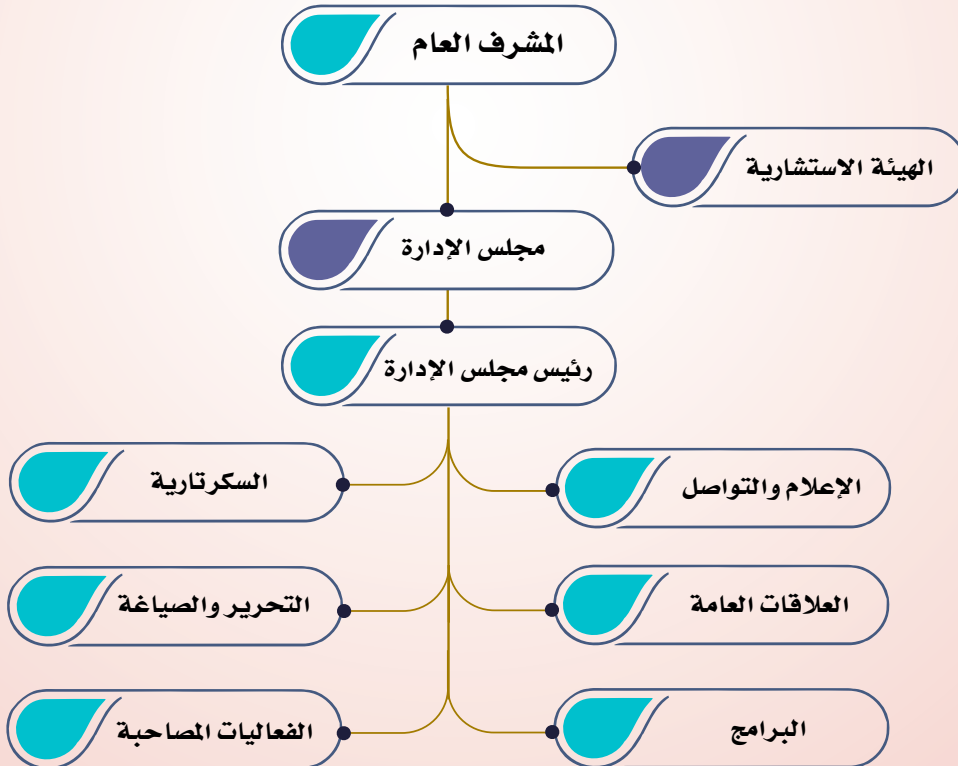 المشرف العام
الهيئة الاستشارية
مجلس الإدارة
رئيس مجلس الإدارة
الإعلام والتواصل
السكرتارية
العلاقات العامة
التحرير والصياغة
البرامج
الفعاليات المصاحبة